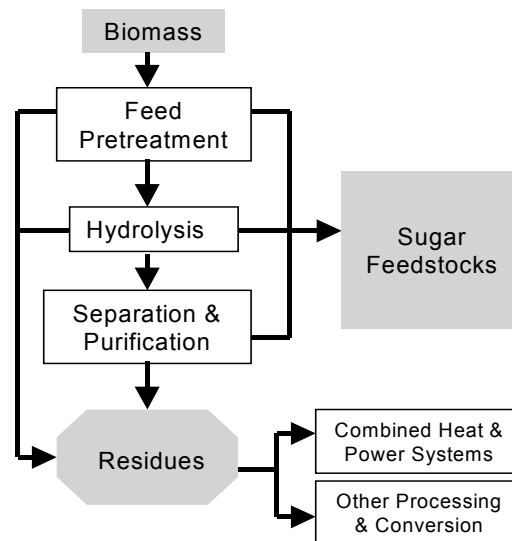 Biomass
Feed
Pretreatment
Hydrolysis
Sugar
Feedstocks
Separation &
Purification
Residues
Combined Heat &
Power Systems
Other Processing
& Conversion